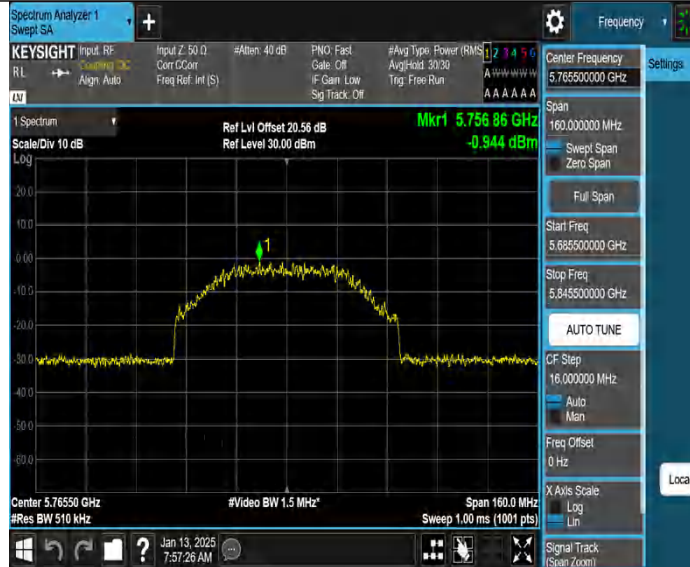 Spectrum Analyzer 1
Swept SA
Frequency
KEYSIGHT
Input: RF
Input Z: 50 Ω
#Atten: 40 dB
PNO: Fast
#Avg Type: Power (RMS
1 2 3 4 5 6
RL
Coupling: DC
Corr CCorr
Gate: Off
Avg|Hold: 30/30
A W W W W W
Align: Auto
Freq Ref: Int (S)
IF Gain: Low
Trig: Free Run
Sig Track: Off
A A A A A A
LXI
1 Spectrum
Ref Lvl Offset 20.56 dB
Mkr1 5.756 86 GHz
Scale/Div 10 dB
Ref Level 30.00 dBm
-0.944 dBm
Log
20.0
10.0
0.00
-10.0
-20.0
-30.0
-40.0
-50.0
-60.0
1
Center 5.76550 GHz
#Video BW 1.5 MHz*
Span 160.0 MHz
#Res BW 510 kHz
Sweep 1.00 ms (1001 pts)
Jan 13, 2025
7:57:26 AM
Center Frequency
5.765500000 GHz
Settings
Span
160.000000 MHz
Swept Span
Zero Span
Full Span
Start Freq
5.685500000 GHz
Stop Freq
5.845500000 GHz
AUTO TUNE
CF Step
16.000000 MHz
Auto
Man
Freq Offset
0 Hz
X Axis Scale
Log
Lin
Loca
Signal Track
(Span Zoom)